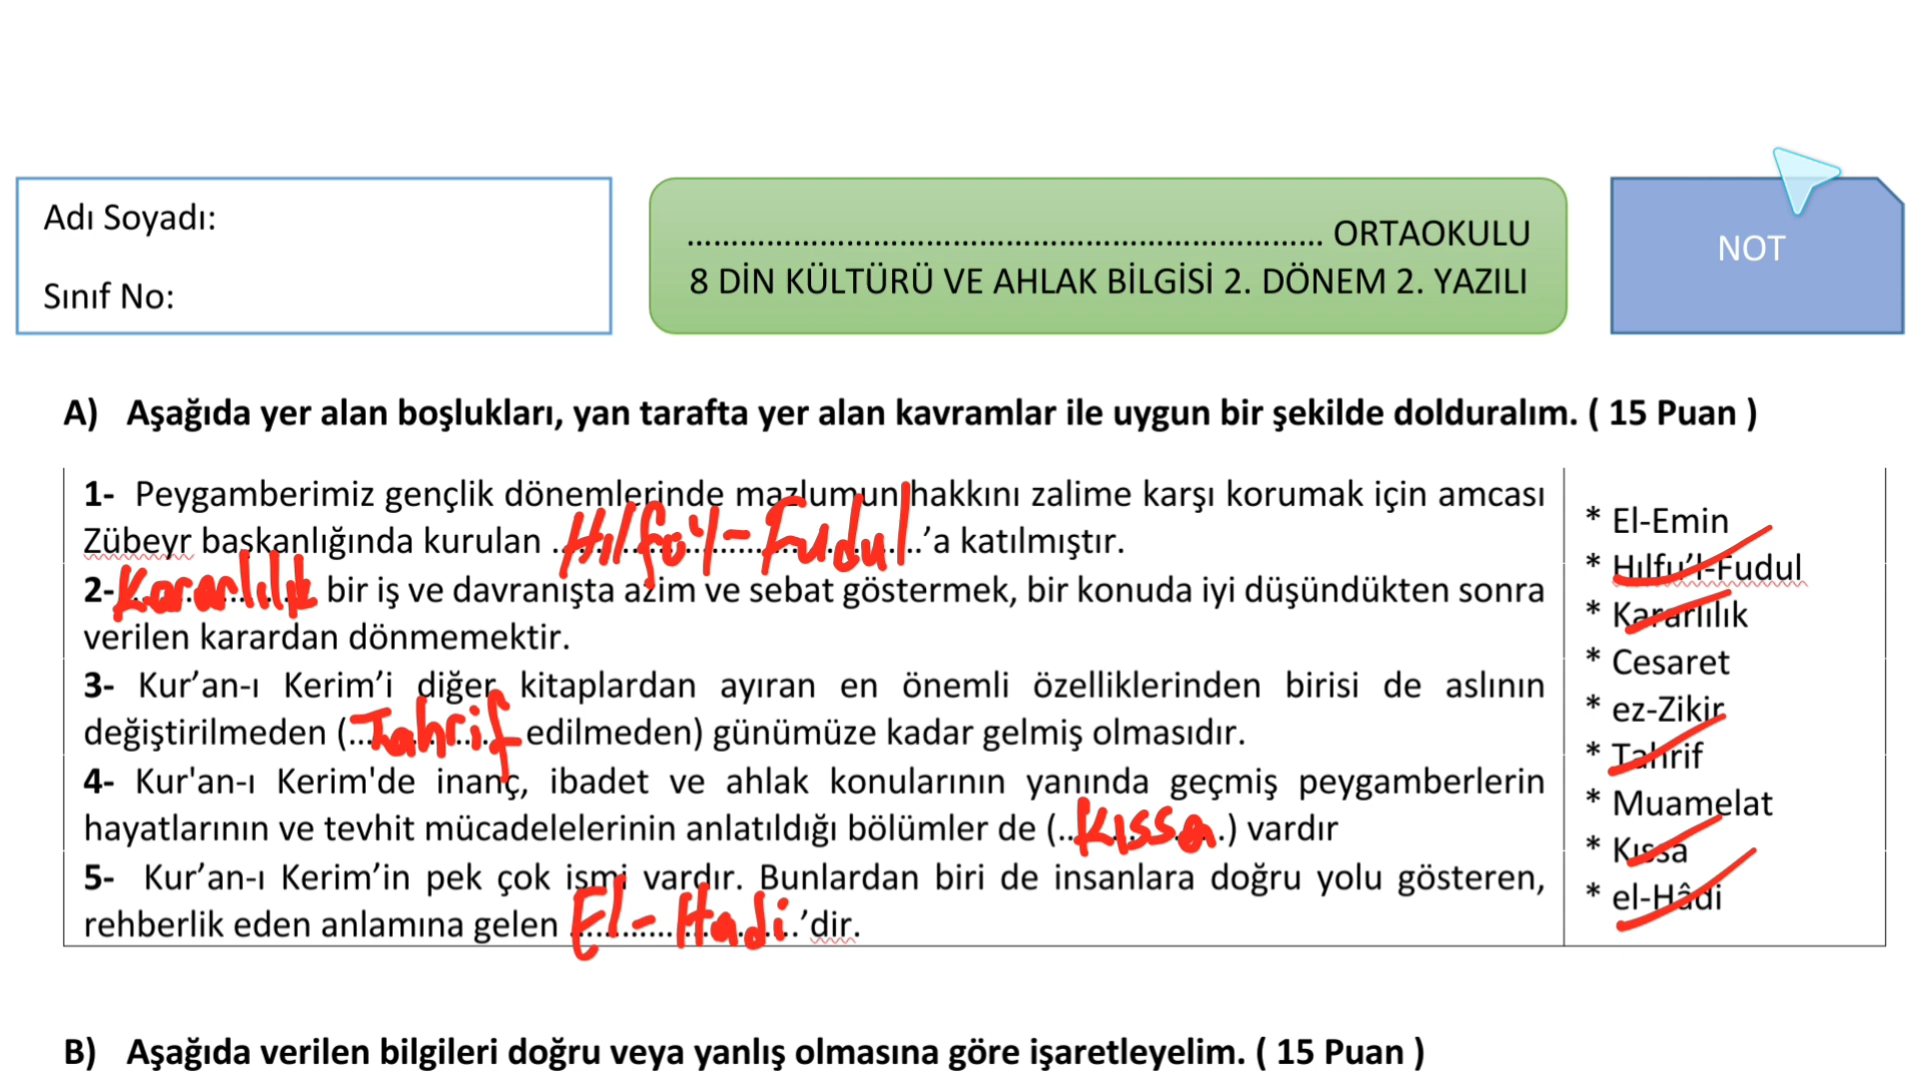 Adı Soyadı:
Sınıf No:
........................................................................ ORTAOKULU
8 DİN KÜLTÜRÜ VE AHLAK BİLGİSİ 2. DÖNEM 2. YAZILI
NOT
A) Aşağıda yer alan boşlukları, yan tarafta yer alan kavramlar ile uygun bir şekilde dolduralım. ( 15 Puan )
1- Peygamberimiz gençlik dönemlerinde mazlumun hakkını zalime karşı korumak için amcası
Zübeyr başkanlığında kurulan Hılfu'l-Fudul 'a katılmıştır.
2- Kararlılık bir iş ve davranışta azim ve sebat göstermek, bir konuda iyi düşündükten sonra
verilen karardan dönmemektir.
3- Kur’an-ı Kerim’i diğer kitaplardan ayıran en önemli özelliklerinden birisi de aslının
değiştirilmeden (.. Tahrif edilmeden) günümüze kadar gelmiş olmasıdır.
4- Kur'an-ı Kerim'de inanç, ibadet ve ahlak konularının yanında geçmiş peygamberlerin
hayatlarının ve tevhit mücadelelerinin anlatıldığı bölümler de (.. Kıssa .) vardır
5- Kur’an-ı Kerim’in pek çok ismi vardır. Bunlardan biri de insanlara doğru yolu gösteren,
rehberlik eden anlamına gelen El-Hadi .’dir.
* El-Emin
* Hılfu’l-Fudul
* Kararlılık
* Cesaret
* ez-Zikir
* Tahrif
* Muamelat
* Kıssa
* el-Hâdi
B) Aşağıda verilen bilgileri doğru veya yanlış olmasına göre işaretleyelim. ( 15 Puan )